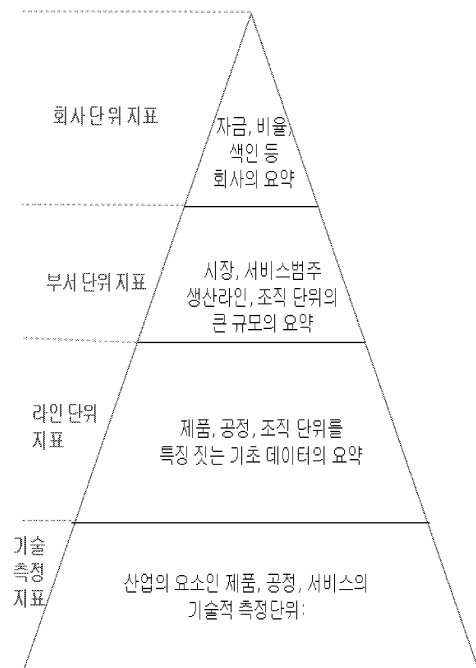 회사 단위 지표
자금, 비율,
색인 등
회사의 요약
부서 단위 지표
시장, 서비스범주
생산라인, 조직 단위의
큰 규모의 요약
라인 단위
지표
제품, 공정, 조직 단위를
특징 짓는 기초 데이터의 요약
기술
측정
지표
산업의 요소인 제품, 공정, 서비스의
기술적 측정단위: